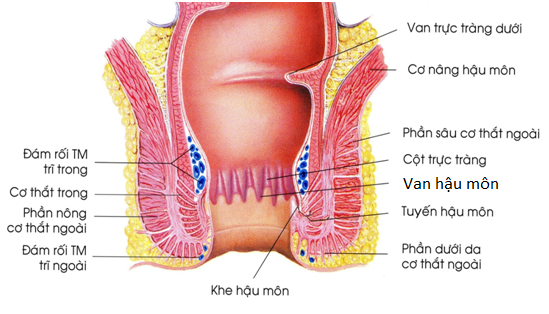 Van trực tràng dưới
Cơ nâng hậu môn
Phần sâu cơ thắt ngoài
Cột trực tràng
Van hậu môn
Tuyến hậu môn
Phần dưới da
cơ thắt ngoài
Đám rối TM
trĩ trong
Cơ thắt trong
Phần nông
cơ thắt ngoài
Đám rối TM
trĩ ngoài
Khe hậu môn